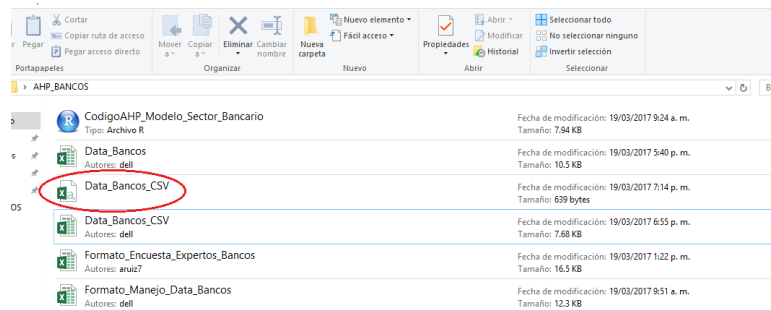 Cortar
Copiar ruta de acceso
Pegar acceso directo
Pegar
Mover a
Copiar a
Eliminar
Cambiar nombre
Nueva carpeta
Nuevo elemento
Fácil acceso
Propiedades
Abrir
Modificar
Historial
Seleccionar todo
No seleccionar ninguno
Invertir selección
Portapapeles
Organizar
Nuevo
Abrir
Seleccionar
> AHP_BANCOS
CodigoAHP_Modelo_Sector_Bancario
Tipo: Archivo R
Fecha de modificación: 19/03/2017 9:24 a. m.
Tamaño: 7.94 KB
Data_Bancos
Autores: dell
Fecha de modificación: 19/03/2017 5:40 p. m.
Tamaño: 10.5 KB
Data_Bancos_CSV
Fecha de modificación: 19/03/2017 7:14 p. m.
Tamaño: 639 bytes
Data_Bancos_CSV
Autores: dell
Fecha de modificación: 19/03/2017 6:55 p. m.
Tamaño: 7.68 KB
Formato_Encuesta_Expertos_Bancos
Autores: aruiz7
Fecha de modificación: 19/03/2017 1:22 p. m.
Tamaño: 16.5 KB
Formato_Manejo_Data_Bancos
Autores: dell
Fecha de modificación: 19/03/2017 9:51 a. m.
Tamaño: 12.3 KB